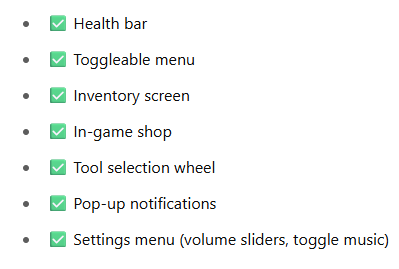 ✅ Health bar
✅ Toggleable menu
✅ Inventory screen
✅ In-game shop
✅ Tool selection wheel
✅ Pop-up notifications
✅ Settings menu (volume sliders, toggle music)